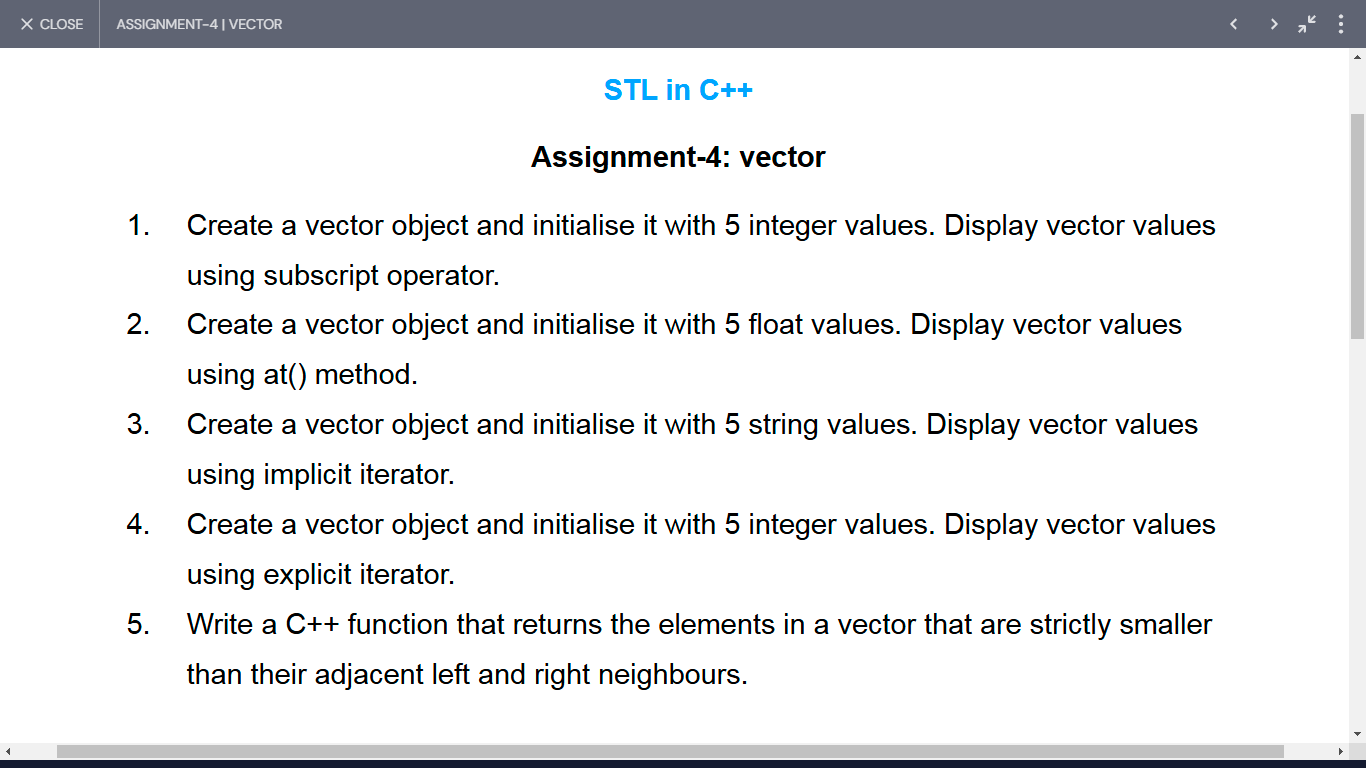 CLOSE
ASSIGNMENT-4 | VECTOR
STL in C++
Assignment-4: vector
1. Create a vector object and initialise it with 5 integer values. Display vector values
using subscript operator.
2. Create a vector object and initialise it with 5 float values. Display vector values
using at() method.
3. Create a vector object and initialise it with 5 string values. Display vector values
using implicit iterator.
4. Create a vector object and initialise it with 5 integer values. Display vector values
using explicit iterator.
5. Write a C++ function that returns the elements in a vector that are strictly smaller
than their adjacent left and right neighbours.